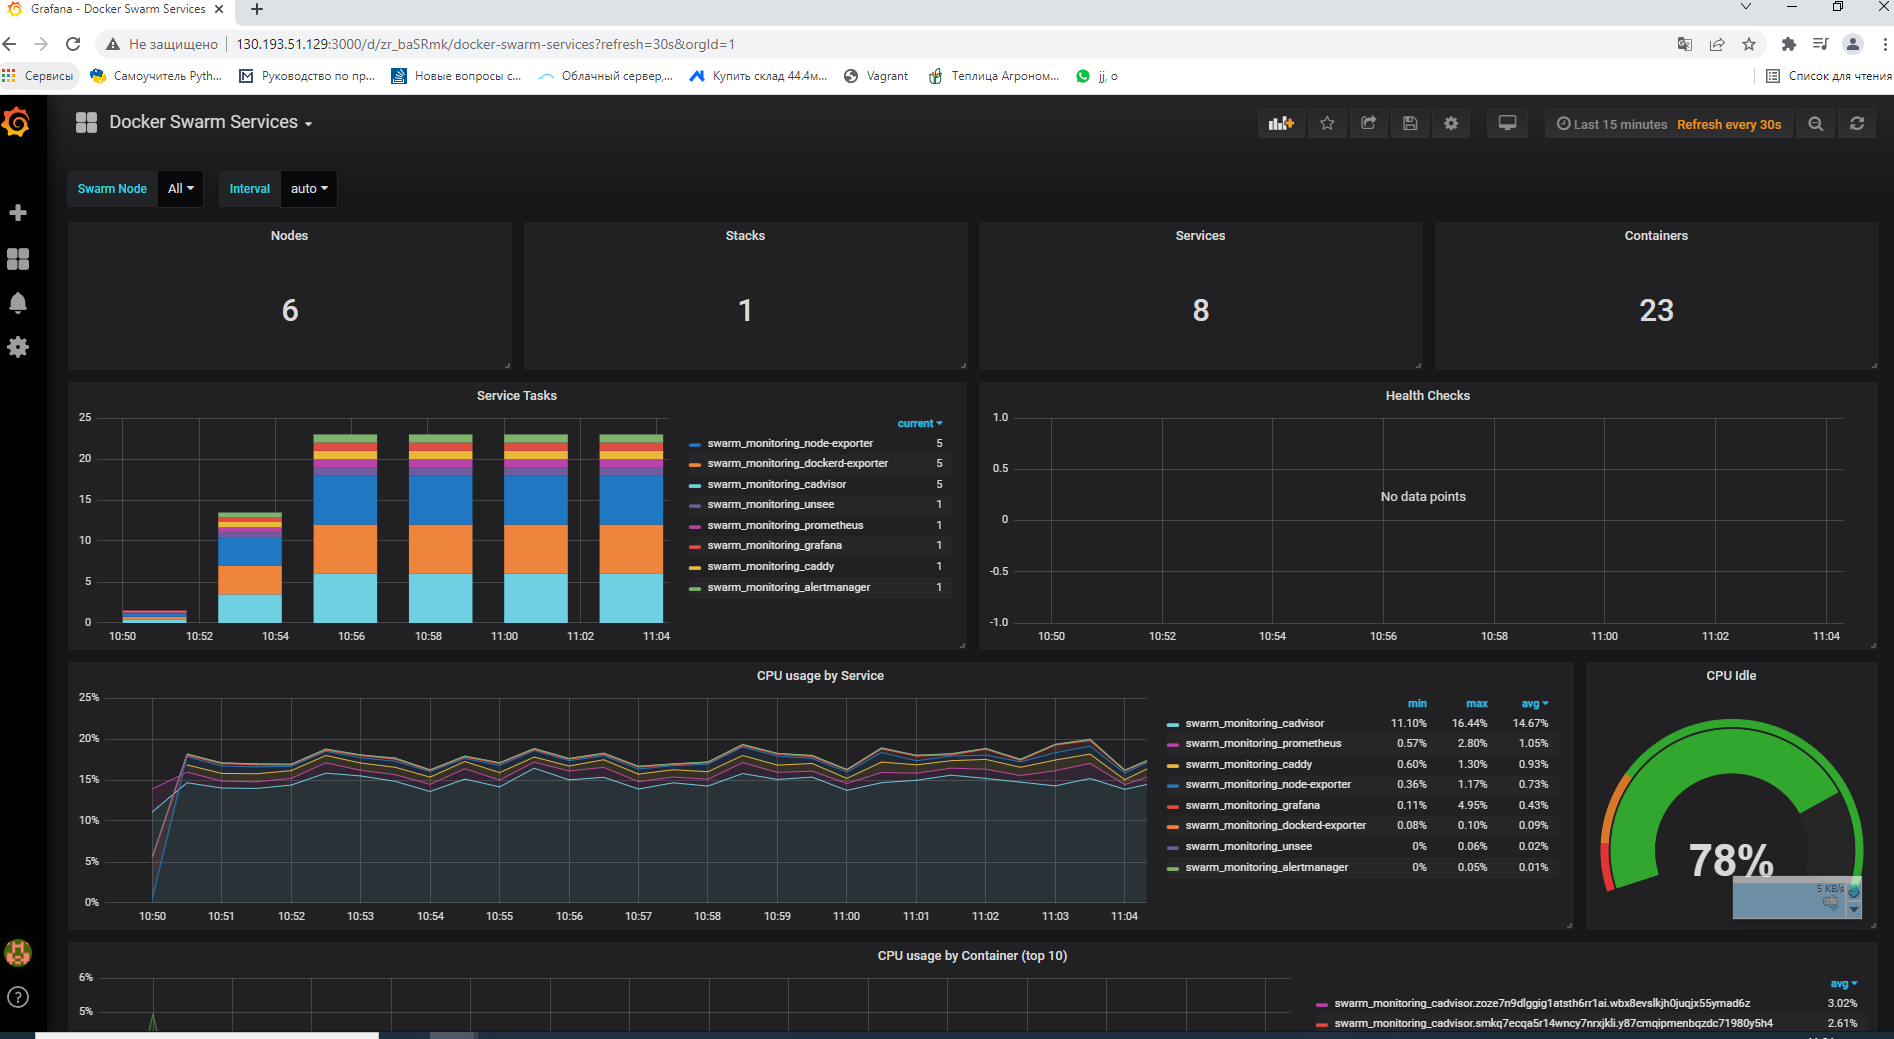 Grafana - Docker Swarm Services
Не защищено
130.193.51.129:3000/d/zr_baSRmk/docker-swarm-services?refresh=30s&orgId=1
Сервисы
Самоучитель Pyth...
Руководство по пр...
Новые вопросы с...
Облачный сервер,...
Купить склад 44.4м...
Vagrant
Теплица Агроном...
jj, o
Список для чтения
Docker Swarm Services
Last 15 minutes Refresh every 30s
Swarm Node All
Interval auto
Nodes
6
Stacks
1
Services
8
Containers
23
Service Tasks
25
20
15
10
5
0
10:50 10:52 10:54 10:56 10:58 11:00 11:02 11:04
current
swarm_monitoring_node-exporter 5
swarm_monitoring_dockerd-exporter 5
swarm_monitoring_cadvisor 5
swarm_monitoring_unsee 1
swarm_monitoring_prometheus 1
swarm_monitoring_grafana 1
swarm_monitoring_caddy 1
swarm_monitoring_alertmanager 1
Health Checks
1.0
0.5
0
-0.5
-1.0
No data points
10:50 10:52 10:54 10:56 10:58 11:00 11:02 11:04
CPU usage by Service
25%
20%
15%
10%
5%
0%
10:50 10:51 10:52 10:53 10:54 10:55 10:56 10:57 10:58 10:59 11:00 11:01 11:02 11:03 11:04
min max avg
swarm_monitoring_cadvisor 11.10% 16.44% 14.67%
swarm_monitoring_prometheus 0.57% 2.80% 1.05%
swarm_monitoring_caddy 0.60% 1.30% 0.93%
swarm_monitoring_node-exporter 0.36% 1.17% 0.73%
swarm_monitoring_grafana 0.11% 4.95% 0.43%
swarm_monitoring_dockerd-exporter 0.08% 0.10% 0.09%
swarm_monitoring_unsee 0% 0.06% 0.02%
swarm_monitoring_alertmanager 0% 0.05% 0.01%
CPU Idle
78%
5 KB/s
CPU usage by Container (top 10)
6%
5%
avg
swarm_monitoring_cadvisor.zoze7n9dlggig1atsth6rr1ai.wbx8evslkjh0juqjx55ymad6z 3.02%
swarm_monitoring_cadvisor.smkq7ecqa5r14wncy7nrxjkli.y87cmqipmenbqzdc71980y5h4 2.61%